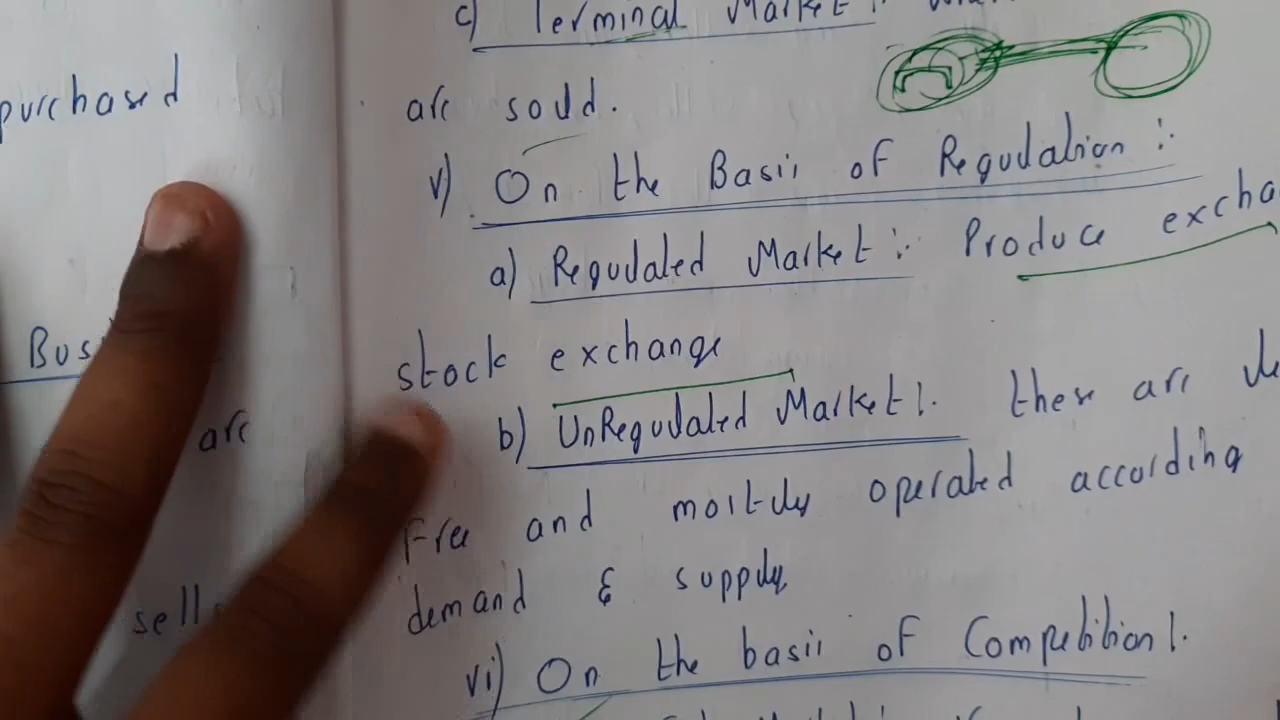 purchased
Bus
are
sell
c) Terminal Market :
are sold.
v) On the Basis of Regulation :-
a) Regulated Market :- Produce excha
stock exchange
b) UnRegulated Market :- these are
free and mostly operated according
demand & supply
vi) On the basis of Competition :-